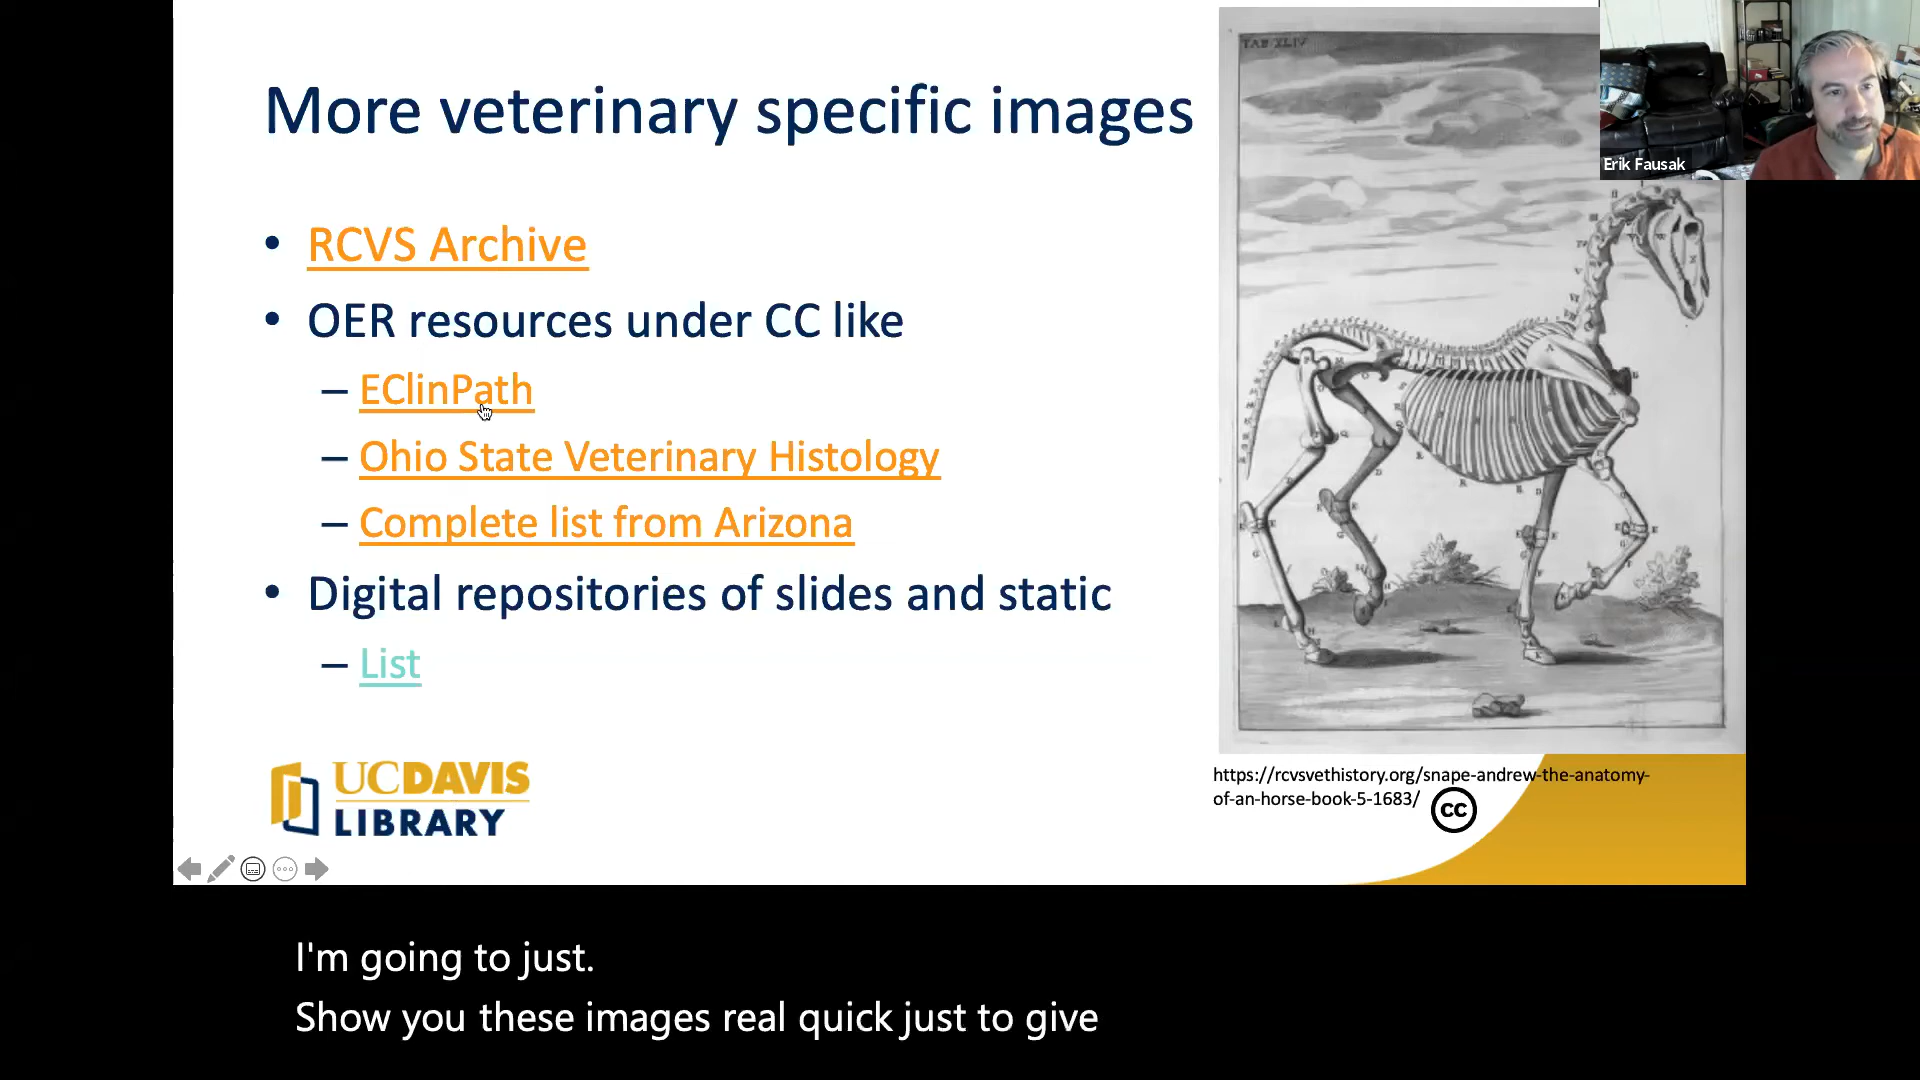 More veterinary specific images
TAB XLIV
Erik Fausak
• RCVS Archive
• OER resources under CC like
– EClinPath
– Ohio State Veterinary Histology
– Complete list from Arizona
• Digital repositories of slides and static
– List
UCDAVIS
LIBRARY
https://rcvsvethistory.org/snape-andrew-the-anatomy-
of-an-horse-book-5-1683/
cc
I'm going to just.
Show you these images real quick just to give